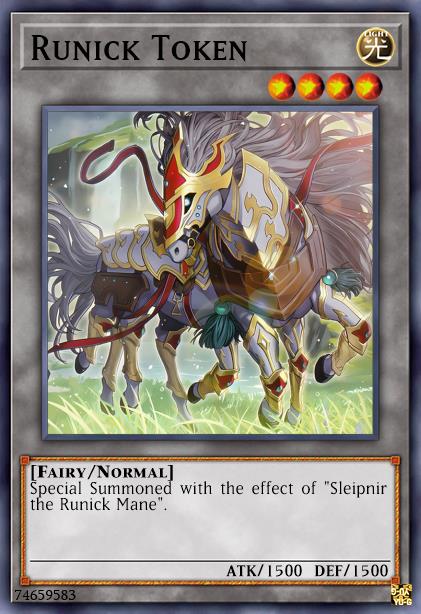 RUNICK TOKEN
LIGHT
光
[FAIRY/NORMAL]
Special Summoned with the effect of "Sleipnir
the Runick Mane".
ATK/1500 DEF/1500
74659583